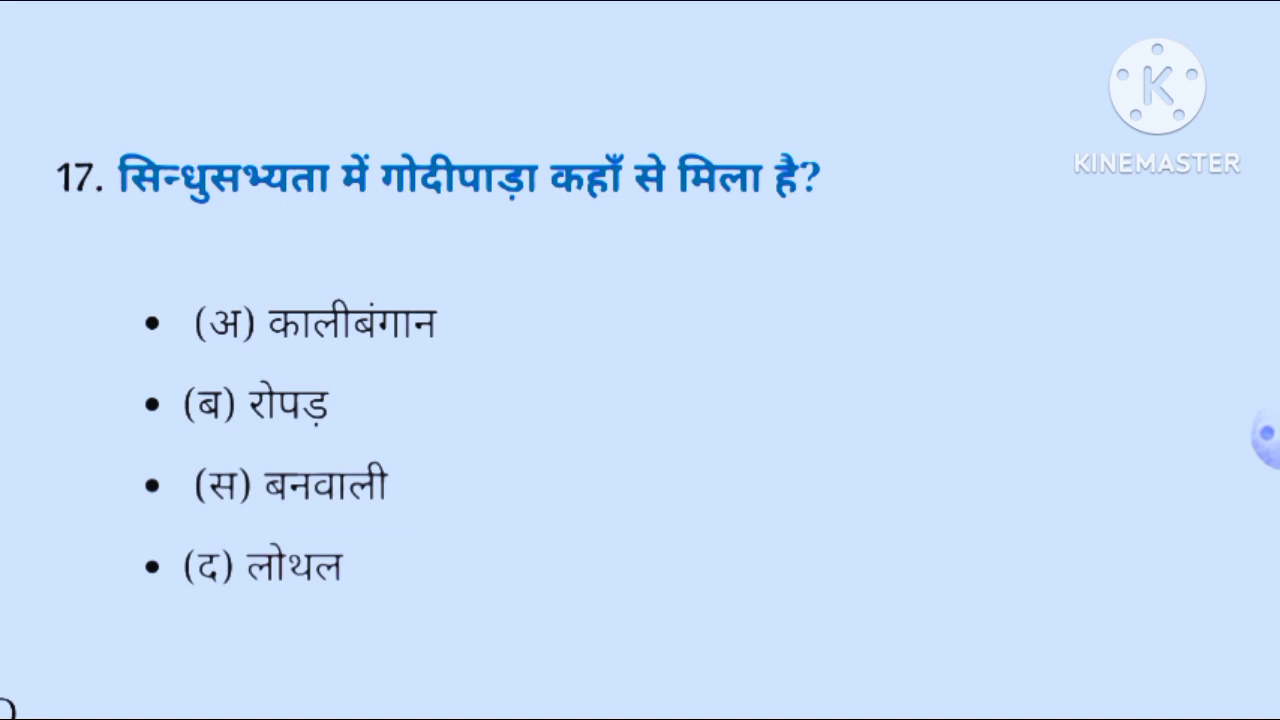 KINEMASTER
17. सिन्धुसभ्यता में गोदीपाड़ा कहाँ से मिला है?
• (अ) कालीबंगान
• (ब) रोपड़
• (स) बनवाली
• (द) लोथल